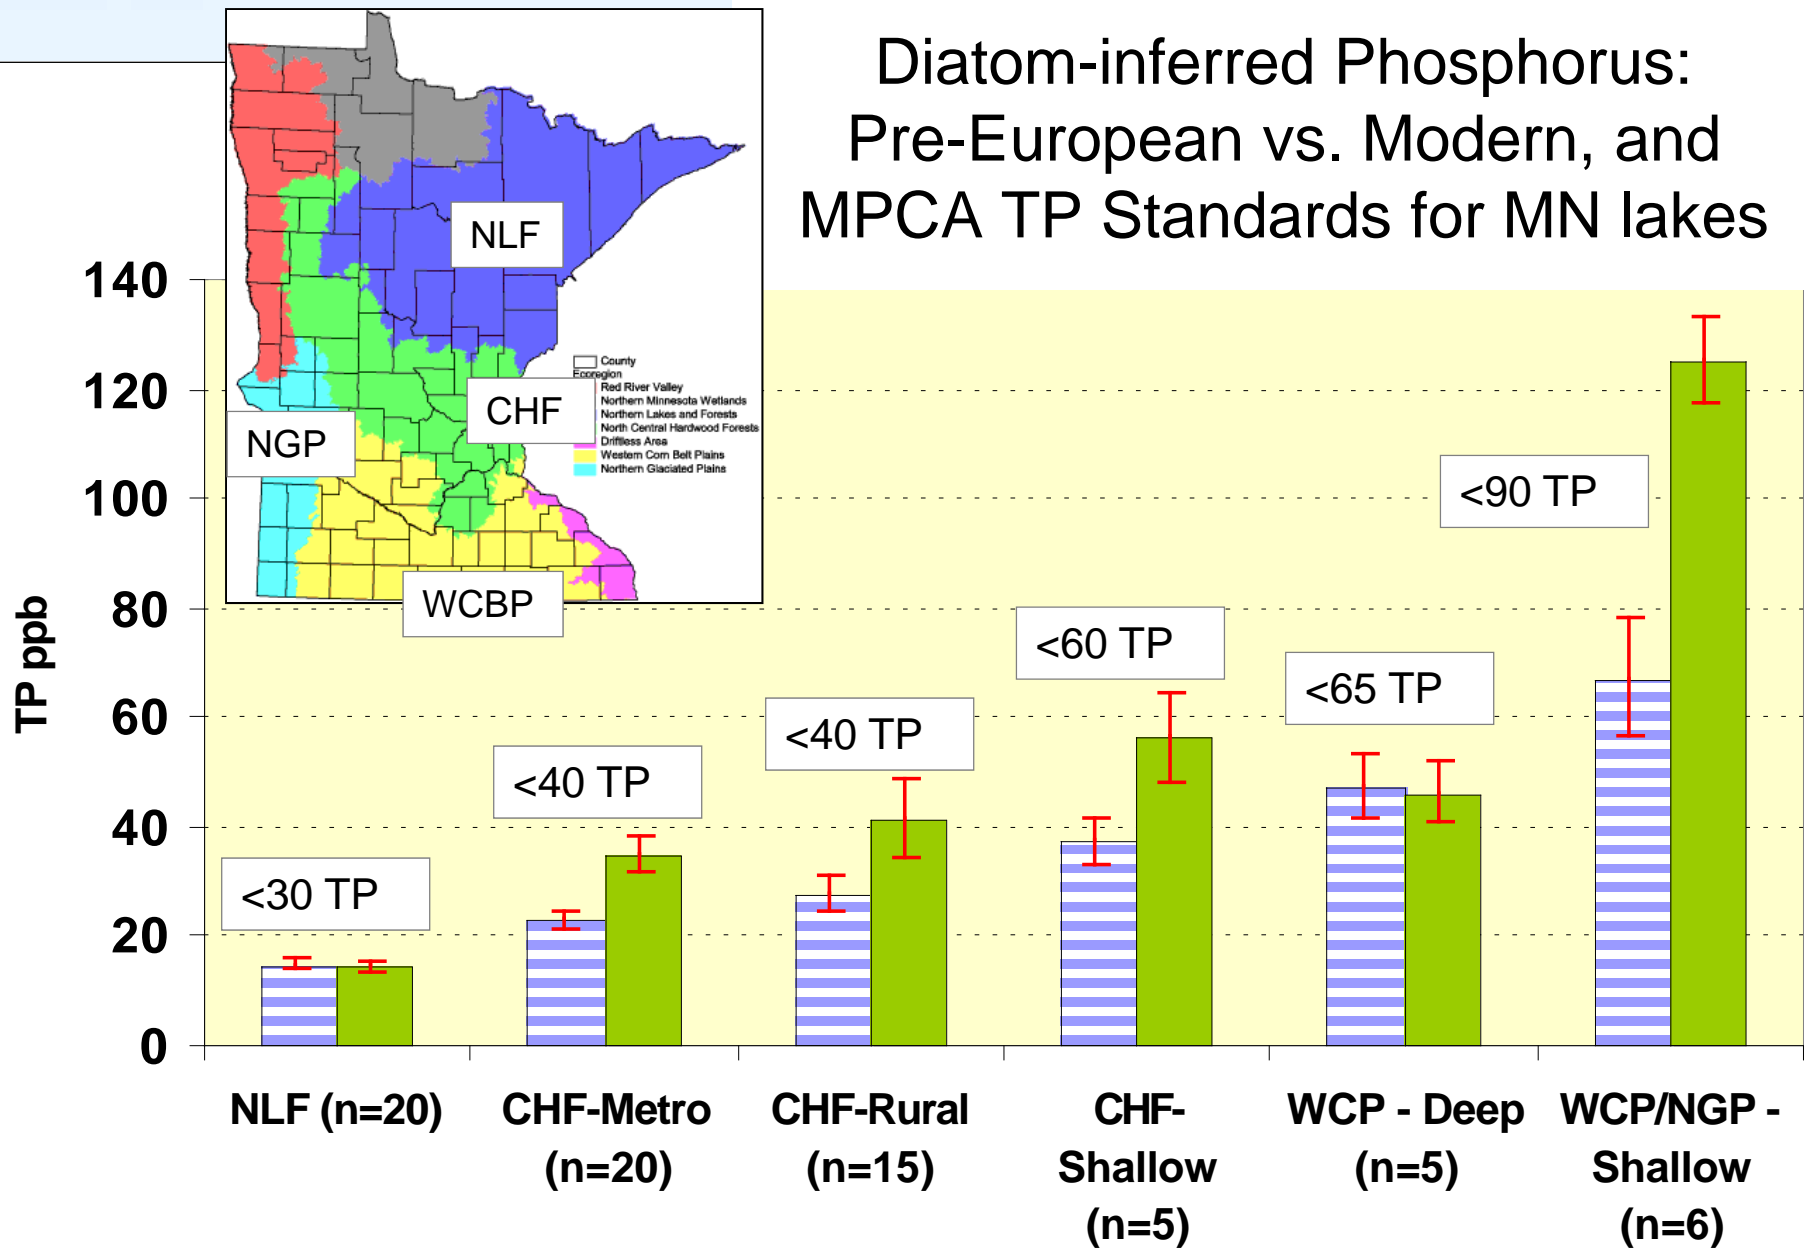 Diatom-inferred Phosphorus:
Pre-European vs. Modern, and
MPCA TP Standards for MN lakes
NLF
CHF
NGP
WCBP
County
Ecoregion
Red River Valley
Northern Minnesota Wetlands
Northern Lakes and Forests
North Central Hardwood Forests
Driftless Area
Western Corn Belt Plains
Northern Glaciated Plains
TP ppb
140
120
100
80
60
40
20
0
<30 TP
<40 TP
<40 TP
<60 TP
<65 TP
<90 TP
NLF (n=20)
CHF-Metro
(n=20)
CHF-Rural
(n=15)
CHF-
Shallow
(n=5)
WCP - Deep
(n=5)
WCP/NGP -
Shallow
(n=6)